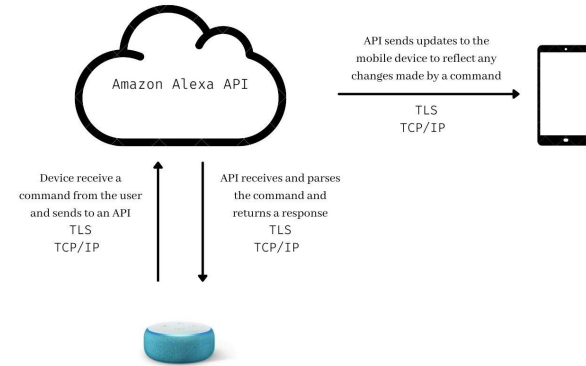 API sends updates to the
mobile device to reflect any
changes made by a command
TLS
TCP/IP
Amazon Alexa API
Device receive a
command from the user
and sends to an API
TLS
TCP/IP
API receives and parses
the command and
returns a response
TLS
TCP/IP